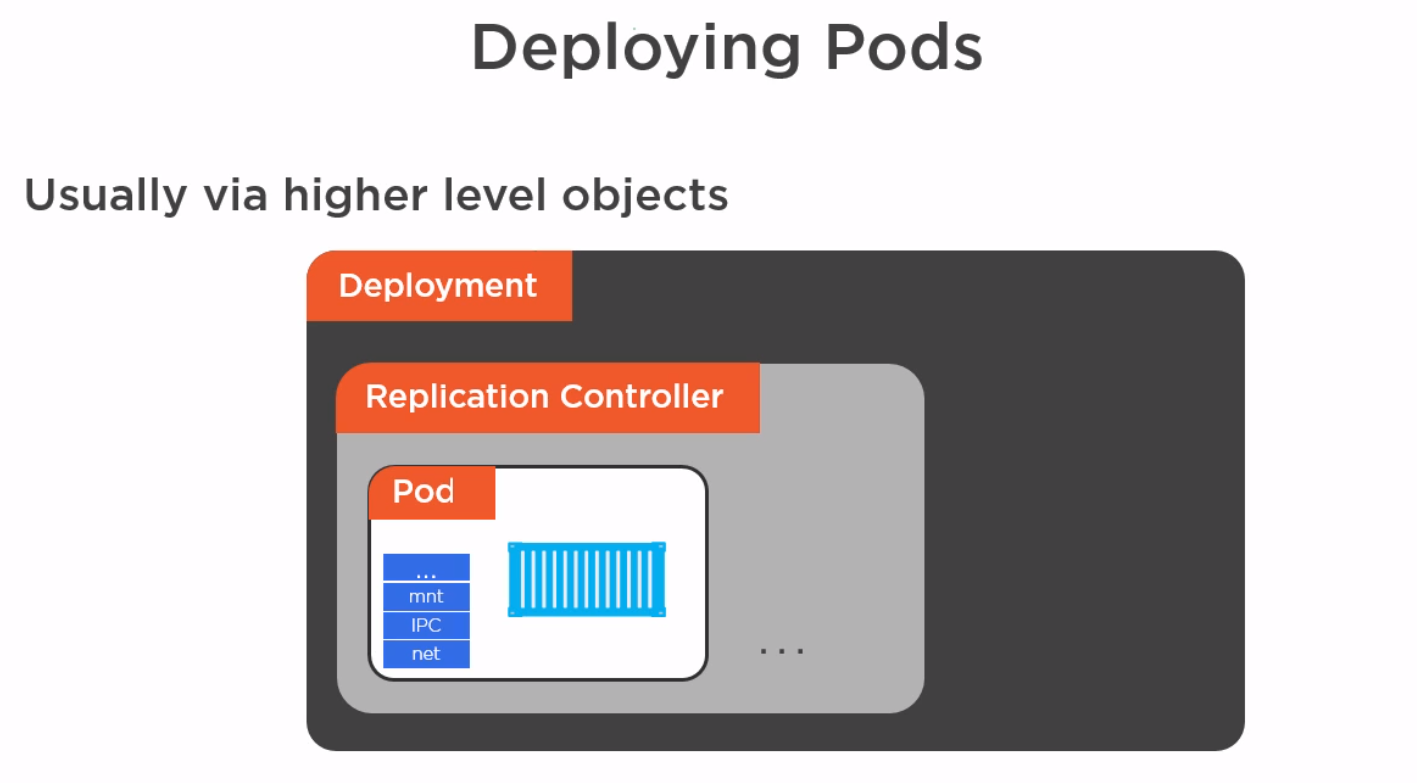 Deploying Pods
Usually via higher level objects
Deployment
Replication Controller
Pod
...
mnt
IPC
net
...